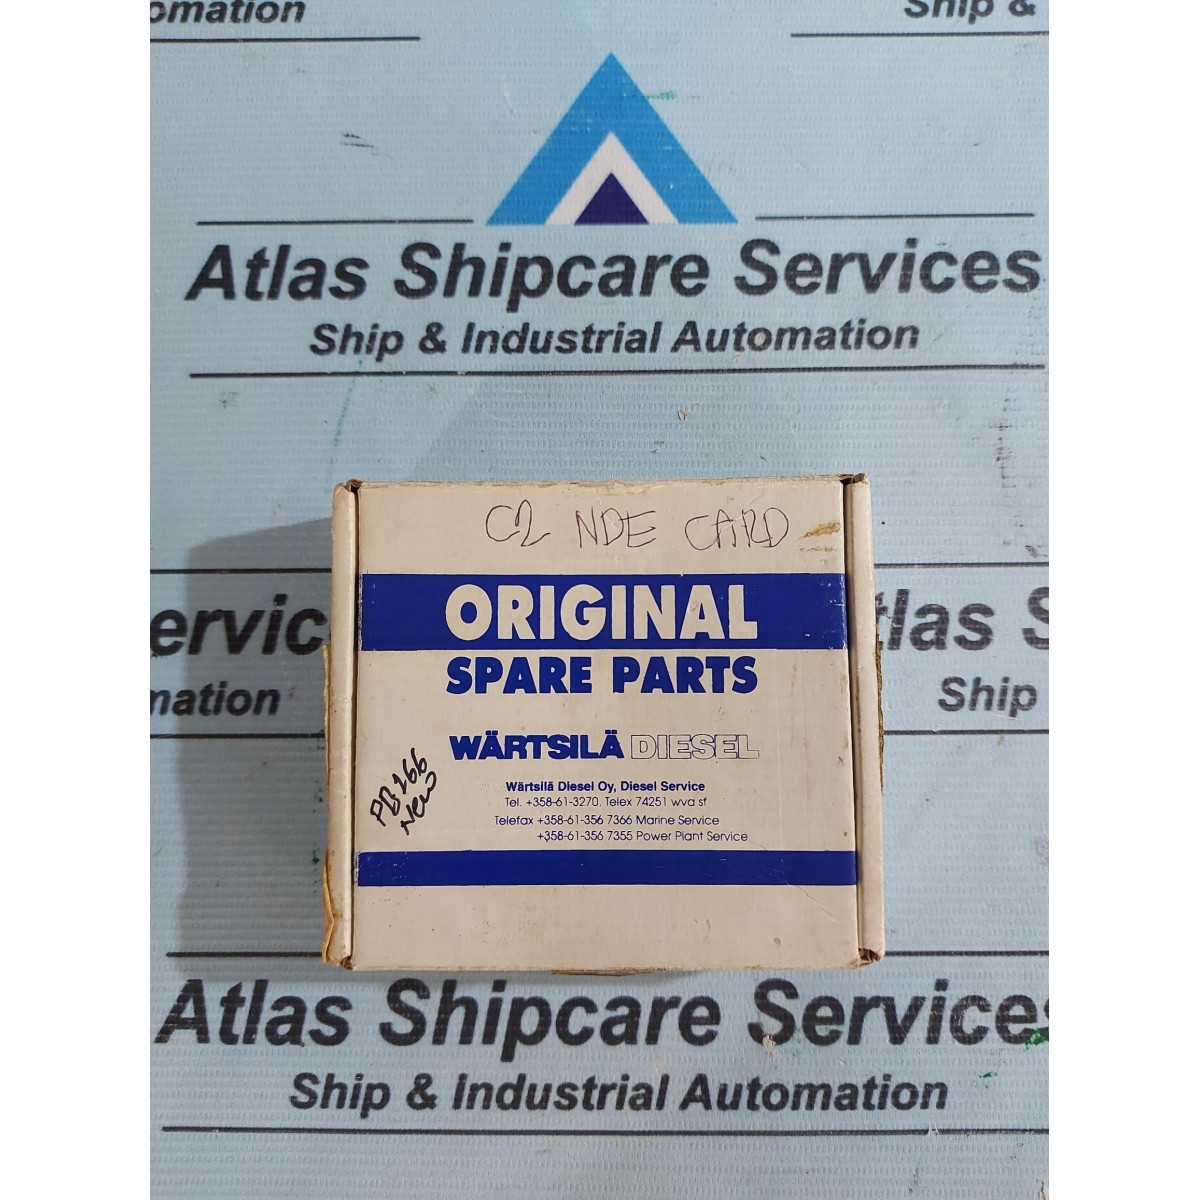 omation
Ship &
Atlas Shipcare Services
Ship & Industrial Automation
C2 NDE CARD
ORIGINAL
SPARE PARTS
WÄRTSILÄ DIESEL
Wärtsilä Diesel Oy, Diesel Service
Tel. +358-61-3270, Telex 74251 wva sf
Telefax +358-61-356 7366 Marine Service
+358-61-356 7355 Power Plant Service
New
ervic
mation
tlas S
Ship
Atlas Shipcare Services
Ship & Industrial Automation